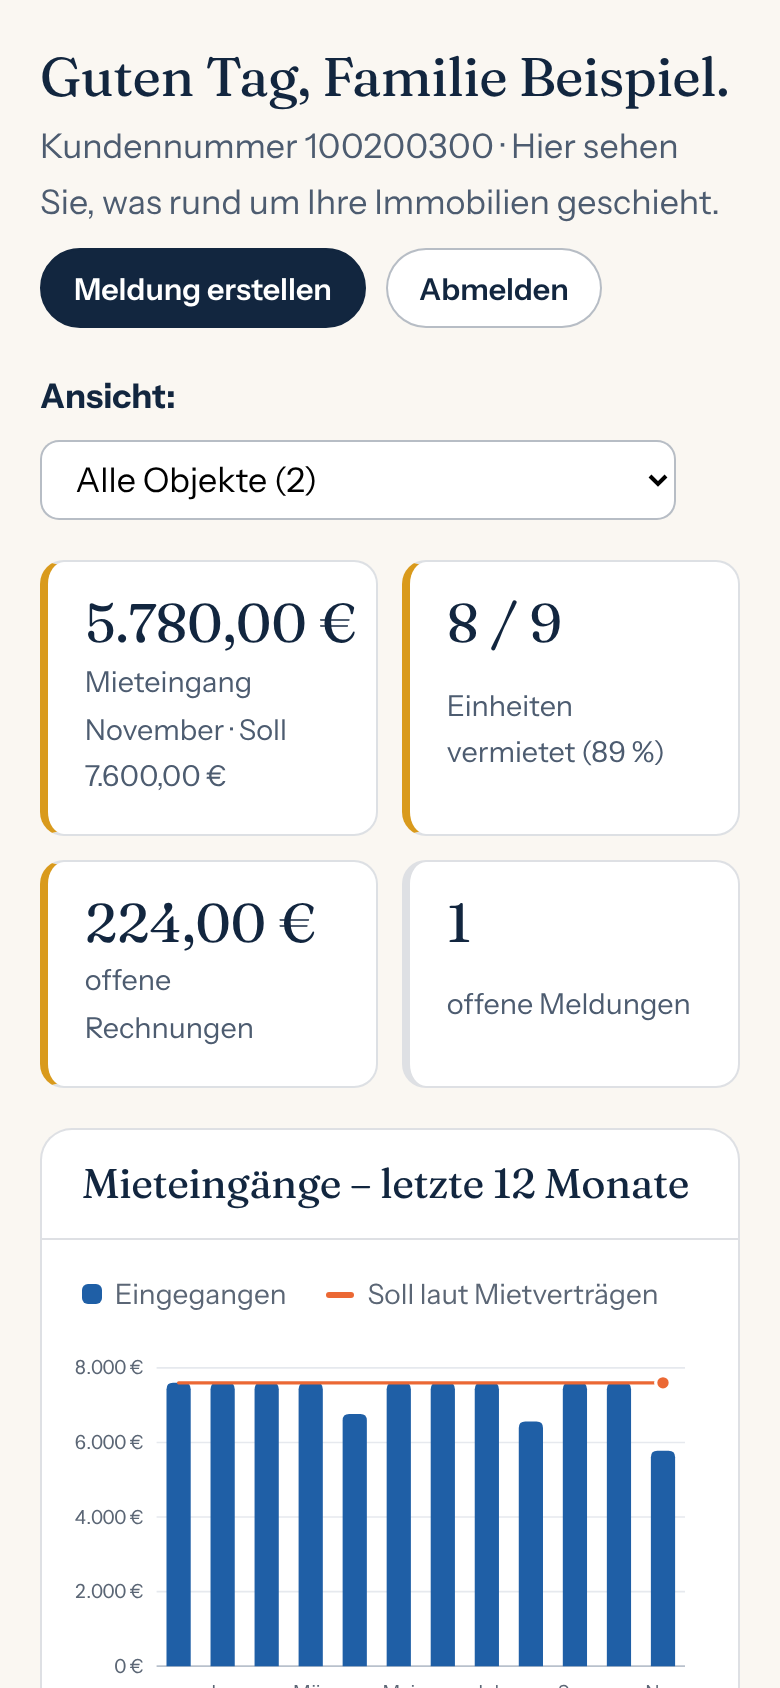 Guten Tag, Familie Beispiel.
Kundennummer 100200300 · Hier sehen
Sie, was rund um Ihre Immobilien geschieht.
Meldung erstellen
Abmelden
Ansicht:
Alle Objekte (2)
5.780,00 €
Mieteingang
November · Soll
7.600,00 €
8 / 9
Einheiten
vermietet (89 %)
224,00 €
offene
Rechnungen
1
offene Meldungen
Mieteingänge – letzte 12 Monate
Eingegangen
Soll laut Mietverträgen
8.000 €
6.000 €
4.000 €
2.000 €
0 €